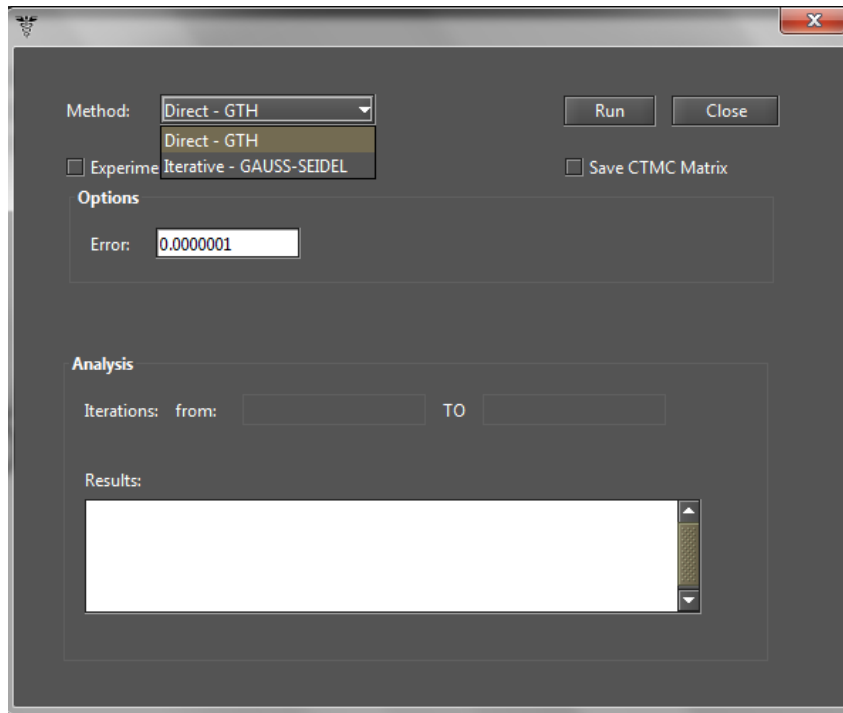 Method: Direct - GTH Run Close
Direct - GTH
Experime Iterative - GAUSS-SEIDEL Save CTMC Matrix
Options
Error: 0.0000001
Analysis
Iterations: from: TO
Results: